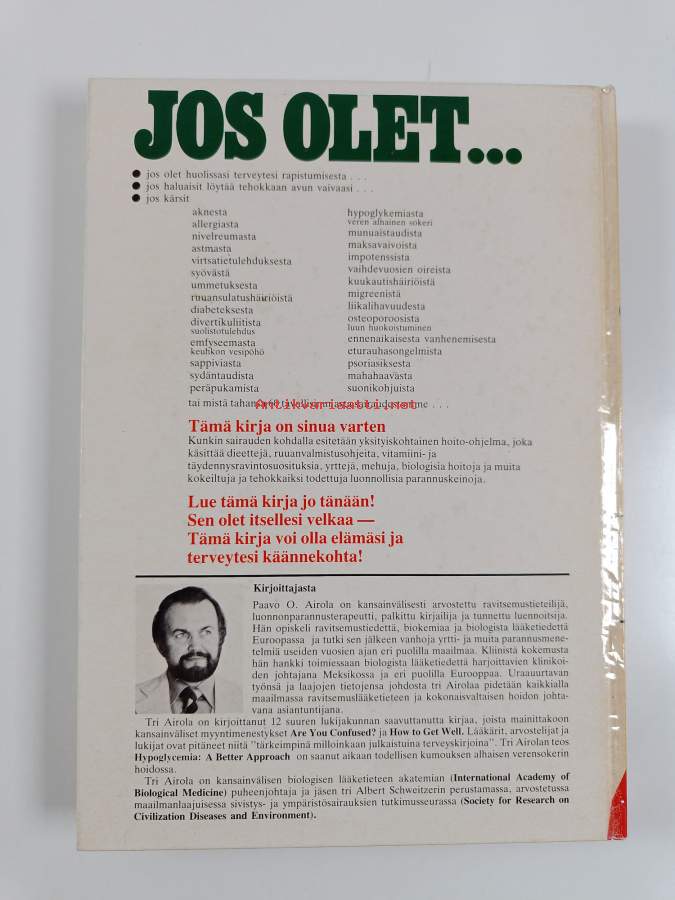 JOS OLET...
● jos olet huolissasi terveytesi rapistumisesta . . .
● jos haluaisit löytää tehokkaan avun vaivaasi . . .
● jos kärsit
aknesta
allergiasta
nivelreumasta
astmasta
virtsatietulehduksesta
syövästä
ummetuksesta
ruuansulatushäiriöistä
diabeteksesta
divertikuliitista
suolistotulehdus
emfyseemasta
keuhkon vesipöhö
sappiviasta
sydäntaudista
peräpukamista
hypoglykemiasta
veren alhainen sokeri
munuaistaudista
maksavaivoista
impotenssista
vaihdevuosien oireista
kuukautishäiriöistä
migreenistä
liikalihavuudesta
osteoporoosista
luun huokoistuminen
ennenaikaisesta vanhenemisesta
eturauhasongelmista
psoriasiksesta
mahahaavasta
suonikohjuista
tai mistä tahansa 60 tavallisimmasta sairaudestamme . . .
Antikvariaatti.net
Tämä kirja on sinua varten
Kunkin sairauden kohdalla esitetään yksityiskohtainen hoito-ohjelma, joka
käsittää dieettejä, ruuanvalmistusohjeita, vitamiini- ja
täydennysravintosuosituksia, yrttejä, mehuja, biologisia hoitoja ja muita
kokeiltuja ja tehokkaiksi todettuja luonnollisia parannuskeinoja.
Lue tämä kirja jo tänään!
Sen olet itsellesi velkaa —
Tämä kirja voi olla elämäsi ja
terveytesi käännekohta!
Kirjoittajasta
Paavo O. Airola on kansainvälisesti arvostettu ravitsemustieteilijä,
luonnonparannusterapeutti, palkittu kirjailija ja tunnettu luennoitsija.
Hän opiskeli ravitsemustiedettä, biokemiaa ja biologista lääketiedettä
Euroopassa ja tutki sen jälkeen vanhoja yrtti- ja muita parannusmene-
telmiä useiden vuosien ajan eri puolilla maailmaa. Kliinistä kokemusta
hän hankki toimiessaan biologista lääketiedettä harjoittavien klinikoi-
den johtajana Meksikossa ja eri puolilla Eurooppaa. Uraauurtavan
työnsä ja laajojen tietojensa johdosta tri Airolaa pidetään kaikkialla
maailmassa ravitsemuslääketieteen ja kokonaisvaltaisen hoidon johta-
vana asiantuntijana.
Tri Airola on kirjoittanut 12 suuren lukijakunnan saavuttanutta kirjaa, joista mainittakoon
kansainväliset myyntimenestykset Are You Confused? ja How to Get Well. Lääkärit, arvostelijat ja
lukijat ovat pitäneet niitä "tärkeimpinä milloinkaan julkaistuina terveyskirjoina". Tri Airolan teos
Hypoglycemia: A Better Approach on saanut aikaan todellisen kumouksen alhaisen verensokerin
hoidossa.
Tri Airola on kansainvälisen biologisen lääketieteen akatemian (International Academy of
Biological Medicine) puheenjohtaja ja jäsen tri Albert Schweitzerin perustamassa, arvostetussa
maailmanlaajuisessa sivistys- ja ympäristösairauksien tutkimusseurassa (Society for Research on
Civilization Diseases and Environment).